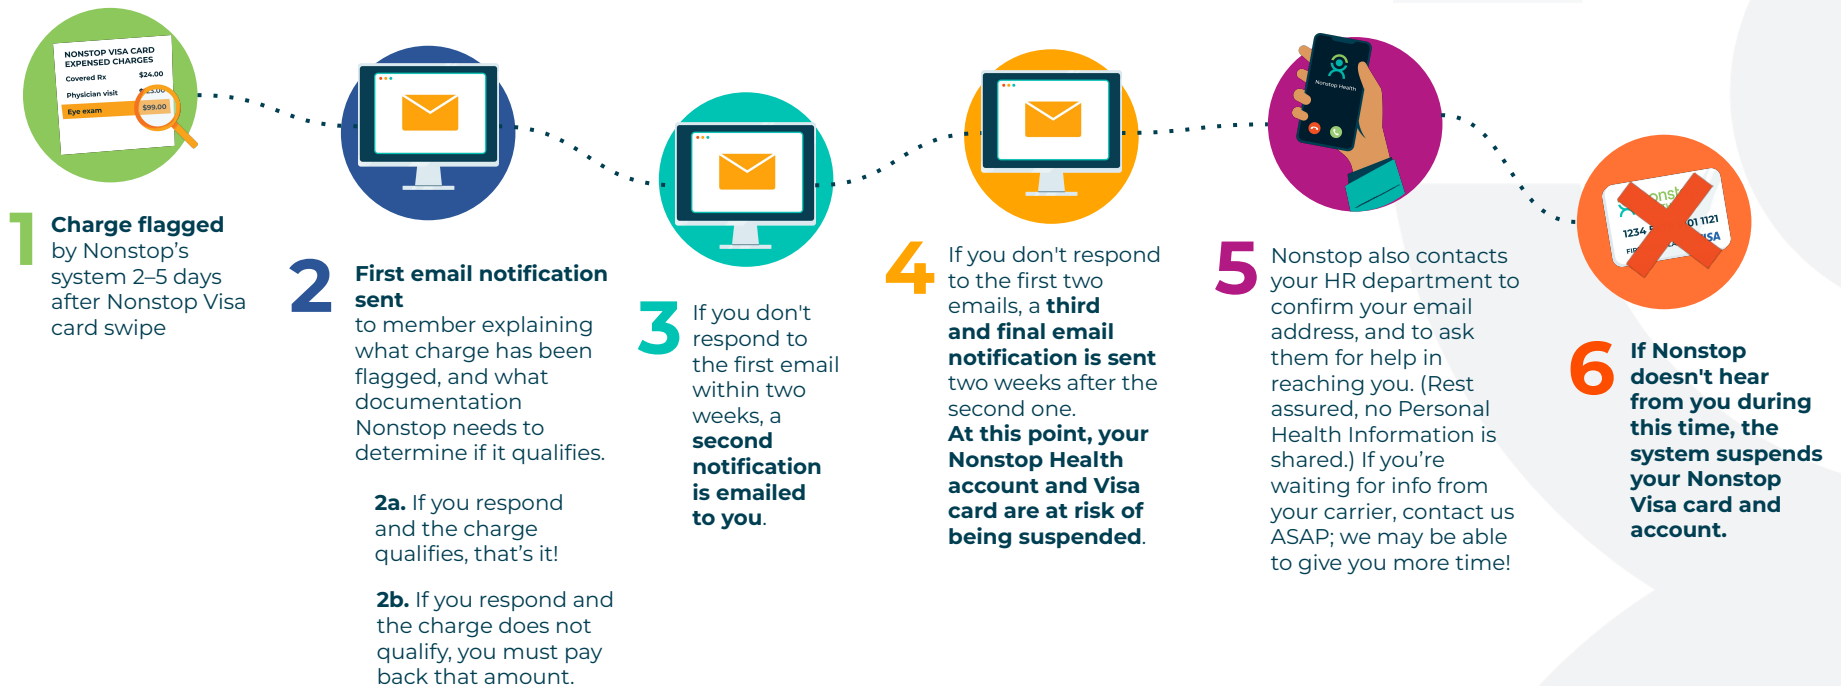 NONSTOP VISA CARD
EXPENSED CHARGES
Covered Rx $24.00
Physician visit
Eye exam $99.00
1
Charge flagged
by Nonstop’s
system 2–5 days
after Nonstop Visa
card swipe
2
First email notification
sent
to member explaining
what charge has been
flagged, and what
documentation
Nonstop needs to
determine if it qualifies.
2a. If you respond
and the charge
qualifies, that’s it!
2b. If you respond and
the charge does not
qualify, you must pay
back that amount.
3
If you don't
respond to
the first email
within two
weeks, a
second
notification
is emailed
to you.
4
If you don't respond
to the first two
emails, a third
and final email
notification is sent
two weeks after the
second one.
At this point, your
Nonstop Health
account and Visa
card are at risk of
being suspended.
Nonstop Health
5
Nonstop also contacts
your HR department to
confirm your email
address, and to ask
them for help in
reaching you. (Rest
assured, no Personal
Health Information is
shared.) If you’re
waiting for info from
your carrier, contact us
ASAP; we may be able
to give you more time!
1234 1121
6
If Nonstop
doesn't hear
from you during
this time, the
system suspends
your Nonstop
Visa card and
account.